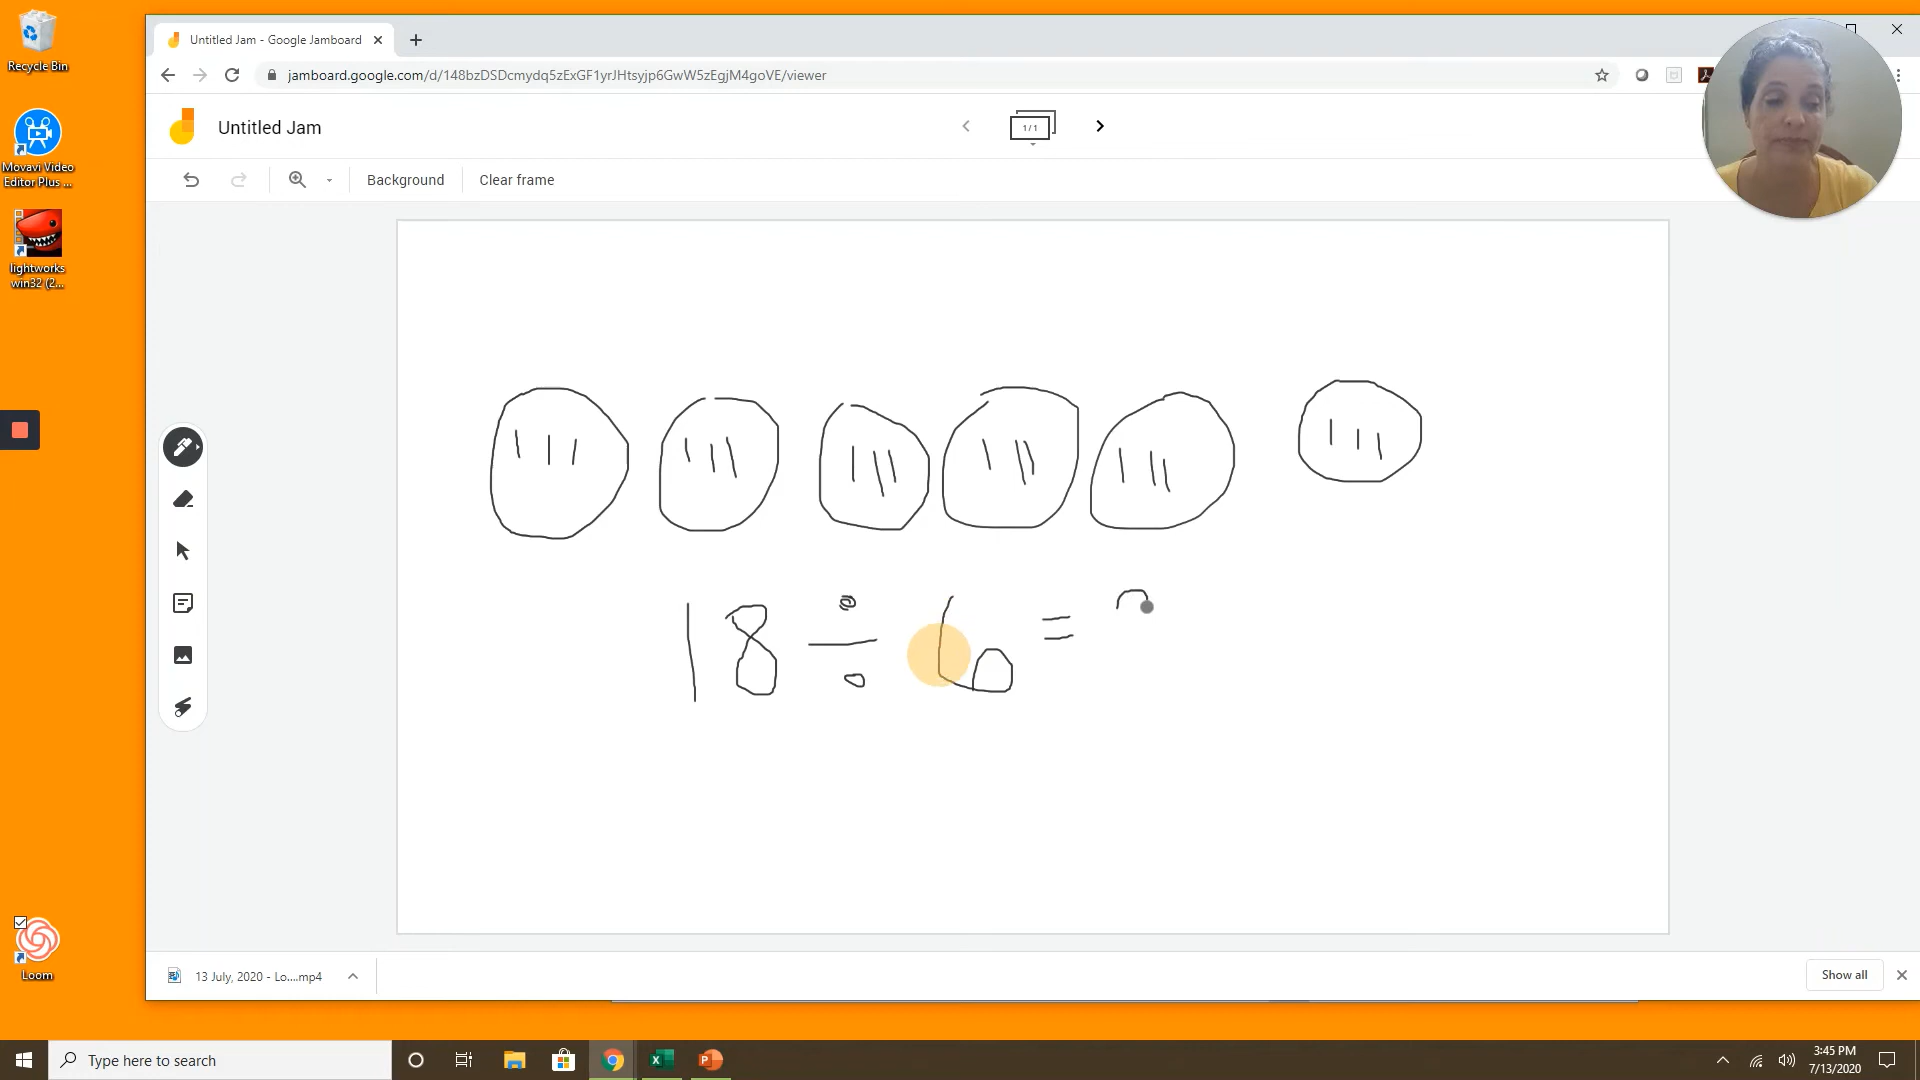 Recycle Bin
Movavi Video
Editor Plus ...
lightworks
win32 (2...
Loom
Untitled Jam - Google Jamboard
jamboard.google.com/d/148bzDSDcmydq5zExGF1yrJHtsyjp6GwW5zEgjM4goVE/viewer
Untitled Jam
1/1
Background
Clear frame
18 ÷ 6 =
13 July, 2020 - Lo....mp4
Show all
Type here to search
3:45 PM
7/13/2020